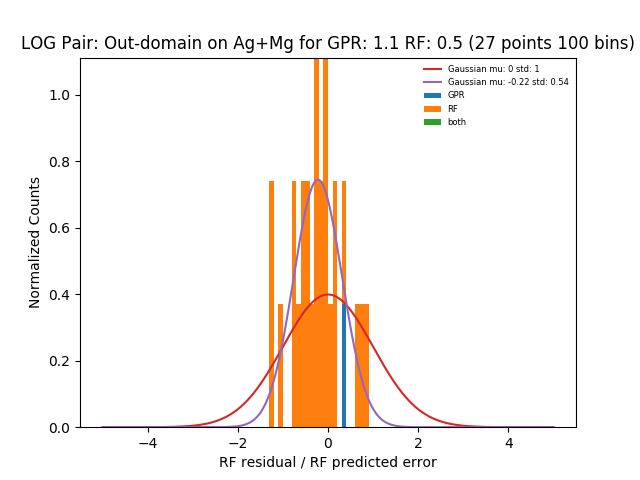 LOG Pair: Out-domain on Ag+Mg for GPR: 1.1 RF: 0.5 (27 points 100 bins)
Gaussian mu: 0 std: 1
Gaussian mu: -0.22 std: 0.54
GPR
RF
both
Normalized Counts
1.0
0.8
0.6
0.4
0.2
0.0
−4 −2 0 2 4
RF residual / RF predicted error